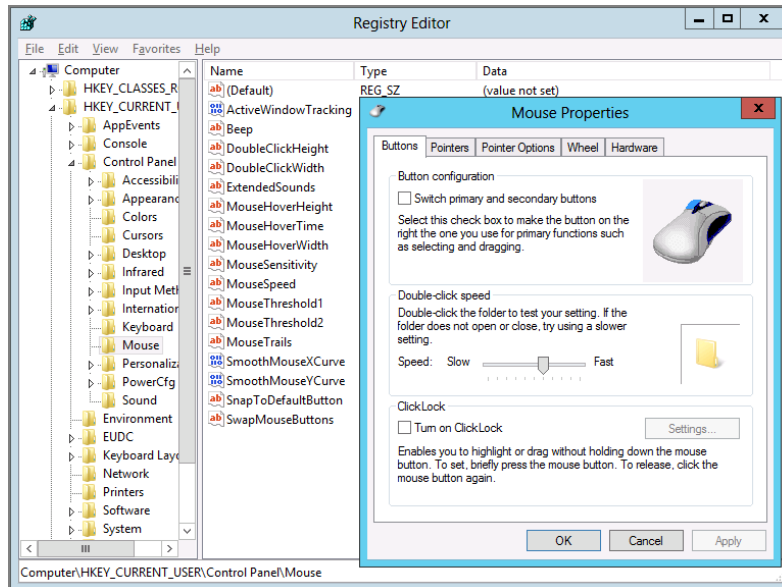 Registry Editor
File Edit View Favorites Help
Computer
HKEY_CLASSES_R
HKEY_CURRENT_U
AppEvents
Console
Control Panel
Accessibili
Appearanc
Colors
Cursors
Desktop
Infrared
Input Meth
Internation
Keyboard
Mouse
Personaliza
PowerCfg
Sound
Environment
EUDC
Keyboard Layo
Network
Printers
Software
System
Name Type Data
(Default) REG_SZ (value not set)
ActiveWindowTracking
Beep
DoubleClickHeight
DoubleClickWidth
ExtendedSounds
MouseHoverHeight
MouseHoverTime
MouseHoverWidth
MouseSensitivity
MouseSpeed
MouseThreshold1
MouseThreshold2
MouseTrails
SmoothMouseXCurve
SmoothMouseYCurve
SnapToDefaultButton
SwapMouseButtons
Mouse Properties
Buttons Pointers Pointer Options Wheel Hardware
Button configuration
Switch primary and secondary buttons
Select this check box to make the button on the
right the one you use for primary functions such
as selecting and dragging.
Double-click speed
Double-click the folder to test your setting. If the
folder does not open or close, try using a slower
setting.
Speed: Slow Fast
ClickLock
Turn on ClickLock Settings...
Enables you to highlight or drag without holding down the mouse
button. To set, briefly press the mouse button. To release, click the
mouse button again.
OK Cancel Apply
Computer\HKEY_CURRENT_USER\Control Panel\Mouse